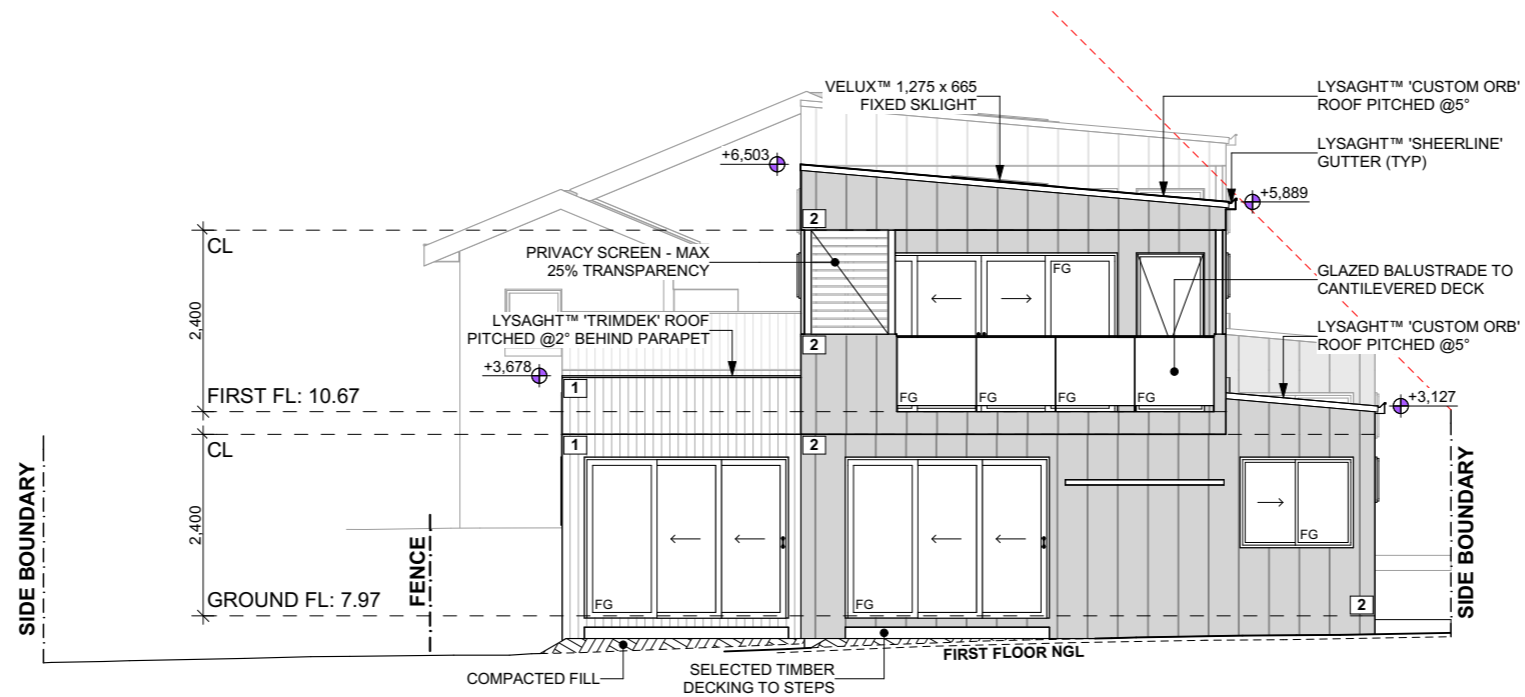 VELUX™ 1,275 x 665
FIXED SKLIGHT
LYSAGHT™ 'CUSTOM ORB'
ROOF PITCHED @5°
LYSAGHT™ 'SHEERLINE'
GUTTER (TYP)
+6,503
+5,889
2
CL
PRIVACY SCREEN - MAX
25% TRANSPARENCY
FG
GLAZED BALUSTRADE TO
CANTILEVERED DECK
2,400
LYSAGHT™ 'TRIMDEK' ROOF
PITCHED @2° BEHIND PARAPET
LYSAGHT™ 'CUSTOM ORB'
ROOF PITCHED @5°
2
+3,678
1
FIRST FL: 10.67
FG
FG
FG
FG
+3,127
CL
1
2
SIDE BOUNDARY
2,400
FENCE
FG
SIDE BOUNDARY
GROUND FL: 7.97
FG
FG
2
FIRST FLOOR NGL
COMPACTED FILL
SELECTED TIMBER
DECKING TO STEPS